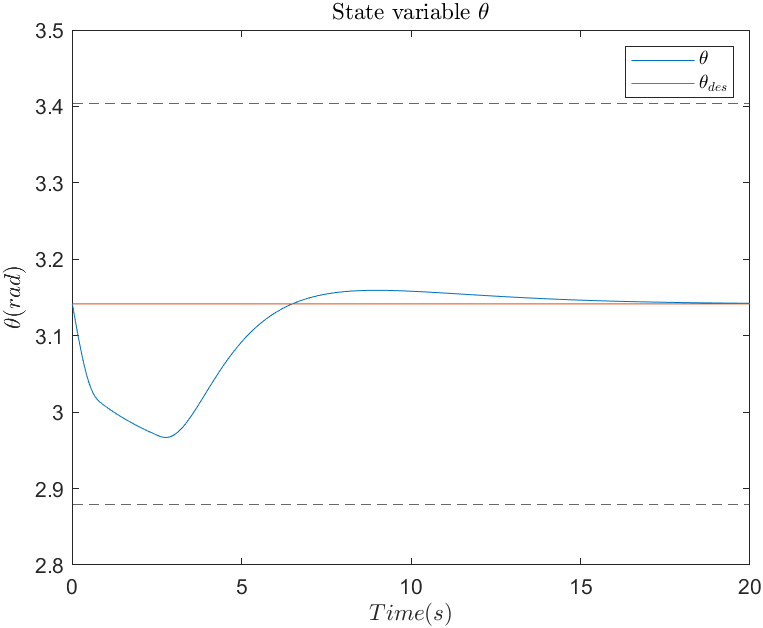 State variable θ
3.5
3.4
3.3
3.2
3.1
3
2.9
2.8
θ(rad)
θ
θ_des
0 5 10 15 20
Time(s)